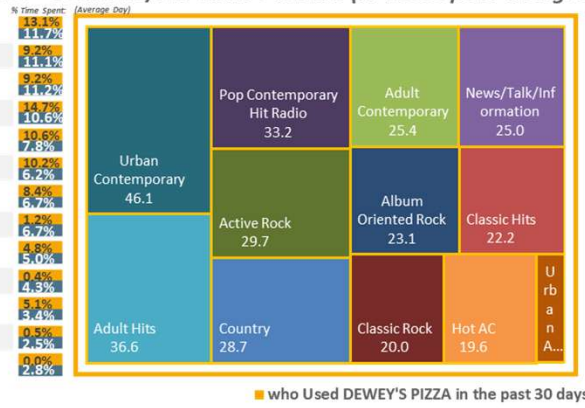 % Time Spent: (Average Day)
13.1%
11.7%
9.2%
11.1%
9.2%
11.2%
14.7%
10.6%
10.6%
7.8%
10.2%
6.2%
8.4%
6.7%
1.2%
6.7%
4.8%
5.0%
0.4%
4.3%
5.1%
3.4%
0.5%
2.5%
0.0%
2.8%
Urban
Contemporary
46.1
Adult Hits
36.6
Pop Contemporary
Hit Radio
33.2
Active Rock
29.7
Country
28.7
Adult
Contemporary
25.4
News/Talk/Inf
ormation
25.0
Album
Oriented Rock
23.1
Classic Hits
22.2
Classic Rock
20.0
Hot AC
19.6
U
rb
a
n
A...
who Used DEWEY'S PIZZA in the past 30 days